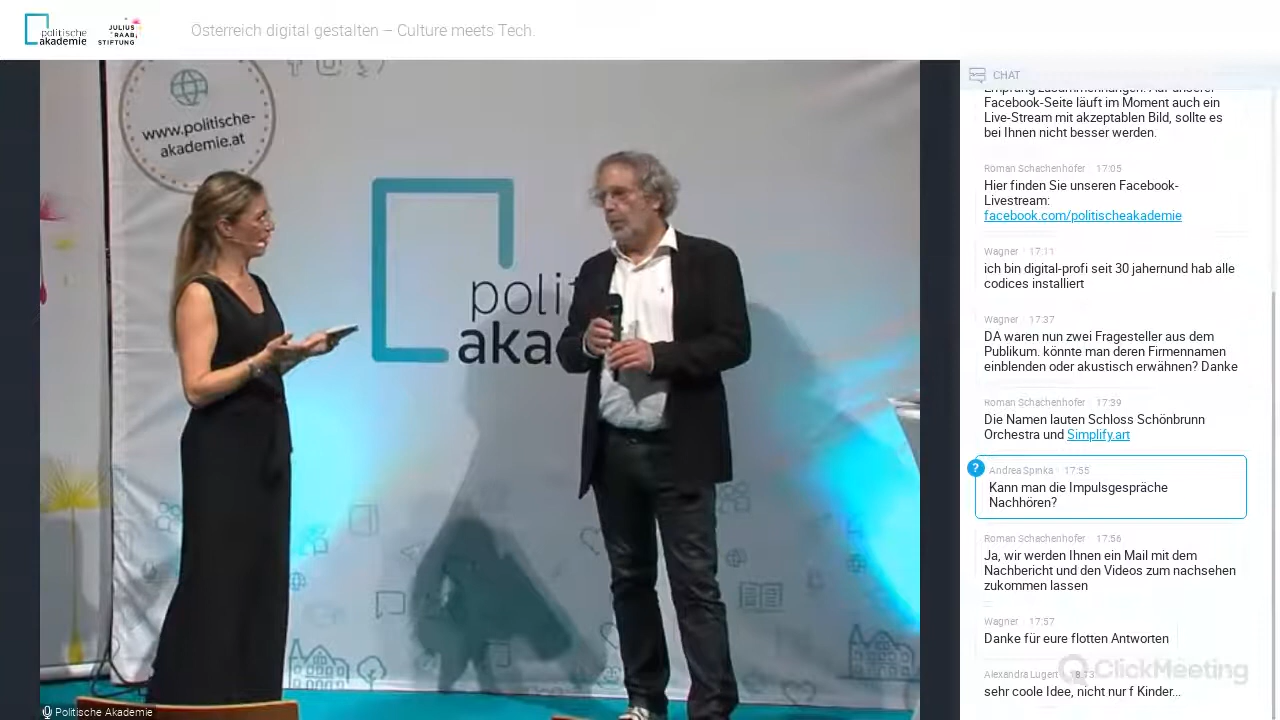 politische
akademie
JULIUS
RAAB
STIFTUNG
Österreich digital gestalten – Culture meets Tech.
www.politische-
akademie.at
polit
aka
Politische Akademie
CHAT
Facebook-Seite läuft im Moment auch ein
Live-Stream mit akzeptablen Bild, sollte es
bei Ihnen nicht besser werden.
Roman Schachenhofer 17:05
Hier finden Sie unseren Facebook-
Livestream:
facebook.com/politischeakademie
Wagner 17:11
ich bin digital-profi seit 30 jahernund hab alle
codices installiert
Wagner 17:37
DA waren nun zwei Fragesteller aus dem
Publikum. könnte man deren Firmennamen
einblenden oder akustisch erwähnen? Danke
Roman Schachenhofer 17:39
Die Namen lauten Schloss Schönbrunn
Orchestra und Simplify.art
?
Andrea Spinka 17:55
Kann man die Impulsgespräche
Nachhören?
Roman Schachenhofer 17:56
Ja, wir werden Ihnen ein Mail mit dem
Nachbericht und den Videos zum nachsehen
zukommen lassen
Wagner 17:57
Danke für eure flotten Antworten
ClickMeeting
Alexandra Lugert 18:13
sehr coole Idee, nicht nur f Kinder...